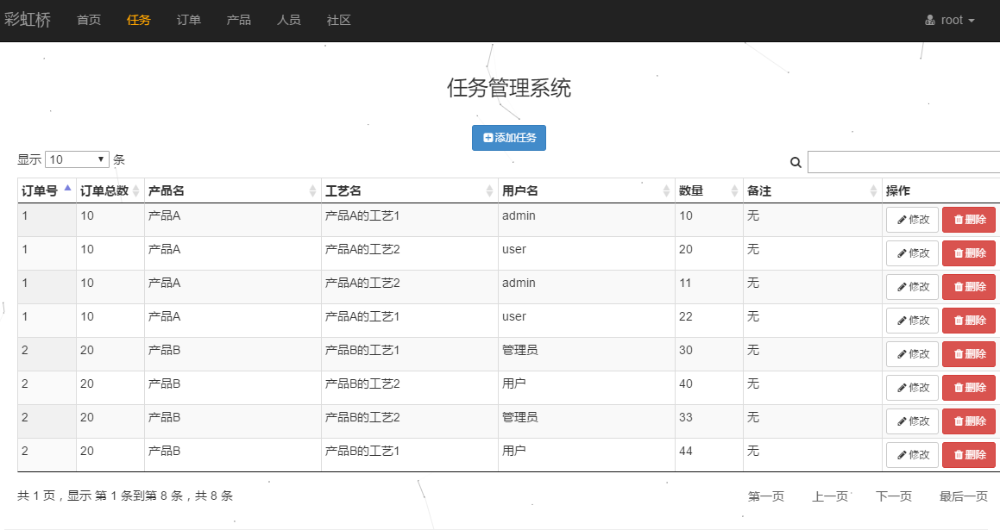 彩虹桥 首页 任务 订单 产品 人员 社区 root
任务管理系统
添加任务
显示 10 条
订单号 订单总数 产品名 工艺名 用户名 数量 备注 操作
1 10 产品A 产品A的工艺1 admin 10 无 修改 删除
1 10 产品A 产品A的工艺2 user 20 无 修改 删除
1 10 产品A 产品A的工艺2 admin 11 无 修改 删除
1 10 产品A 产品A的工艺1 user 22 无 修改 删除
2 20 产品B 产品B的工艺1 管理员 30 无 修改 删除
2 20 产品B 产品B的工艺2 用户 40 无 修改 删除
2 20 产品B 产品B的工艺2 管理员 33 无 修改 删除
2 20 产品B 产品B的工艺1 用户 44 无 修改 删除
共 1 页，显示 第 1 条到第 8 条，共 8 条 第一页 上一页 下一页 最后一页